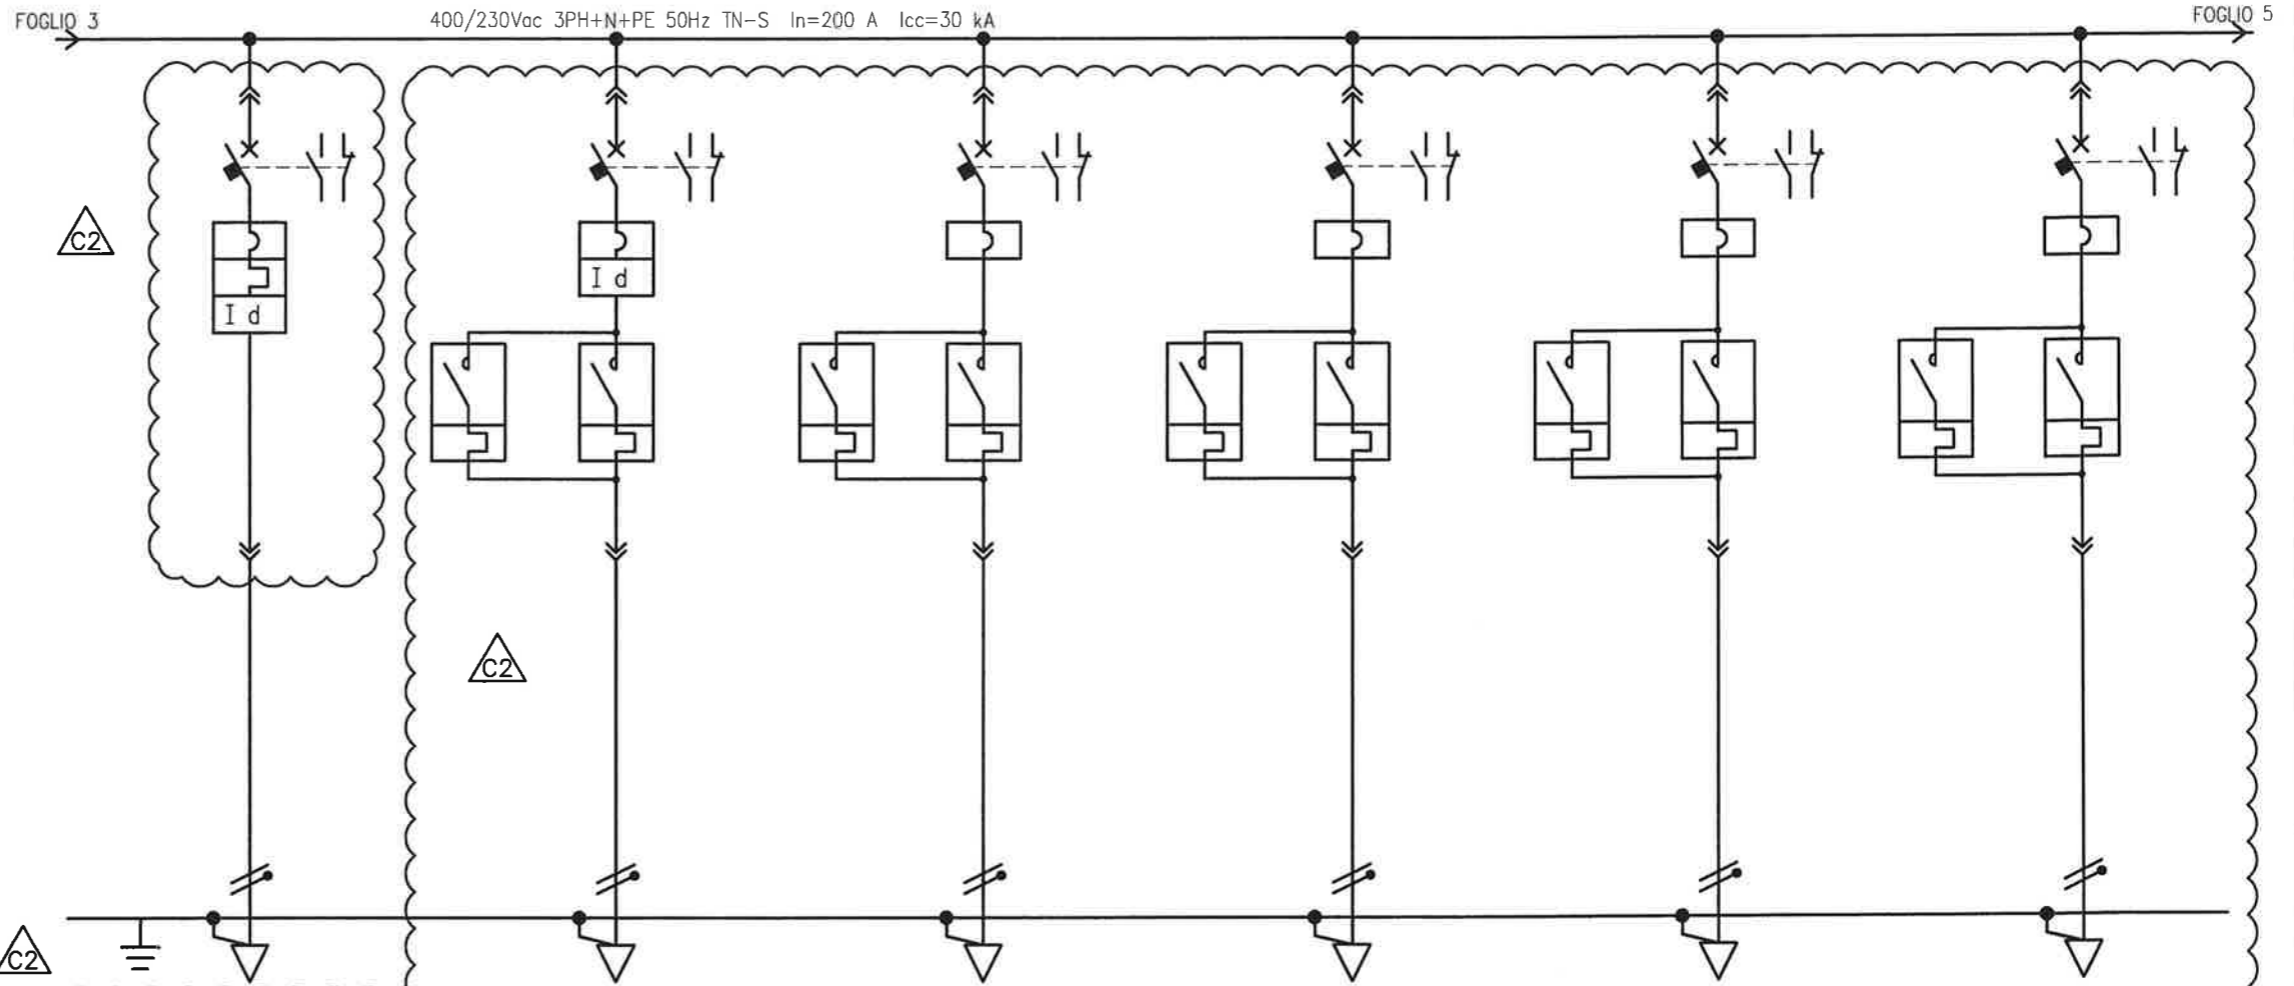 FOGLIO 3
400/230Vac 3PH+N+PE 50Hz TN-S In=200 A Icc=30 kA
FOGLIO 5
C2
I d
I d
C2
C2